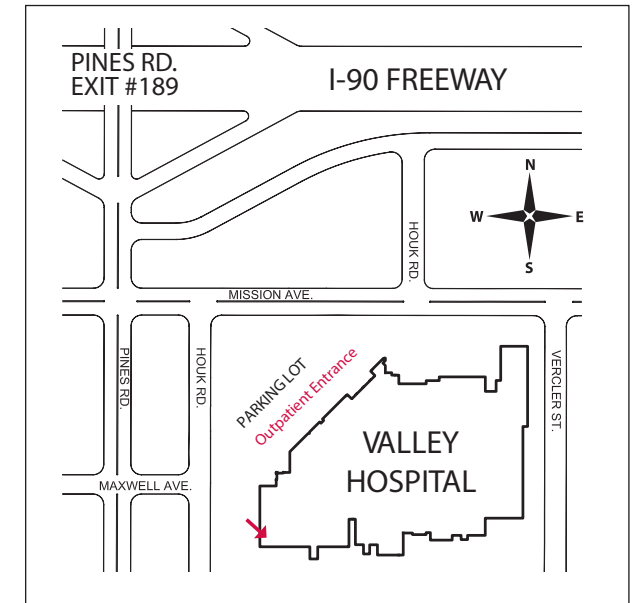 PINES RD.
EXIT #189
I-90 FREEWAY
N
W
E
S
HOUK RD.
MISSION AVE.
PINES RD.
HOUK RD.
PARKING LOT
Outpatient Entrance
VERCLER ST.
VALLEY
HOSPITAL
MAXWELL AVE.